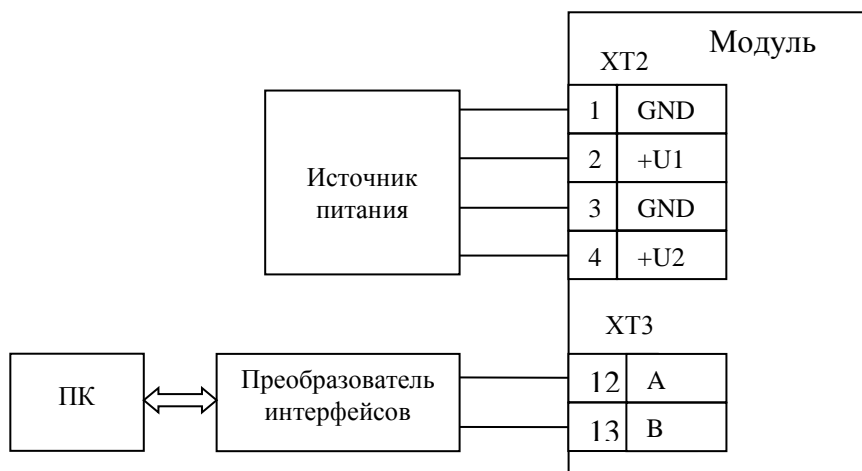 Модуль
XT2
1 GND
2 +U1
3 GND
4 +U2
Источник
питания
XT3
12 A
13 B
ПК
Преобразователь
интерфейсов